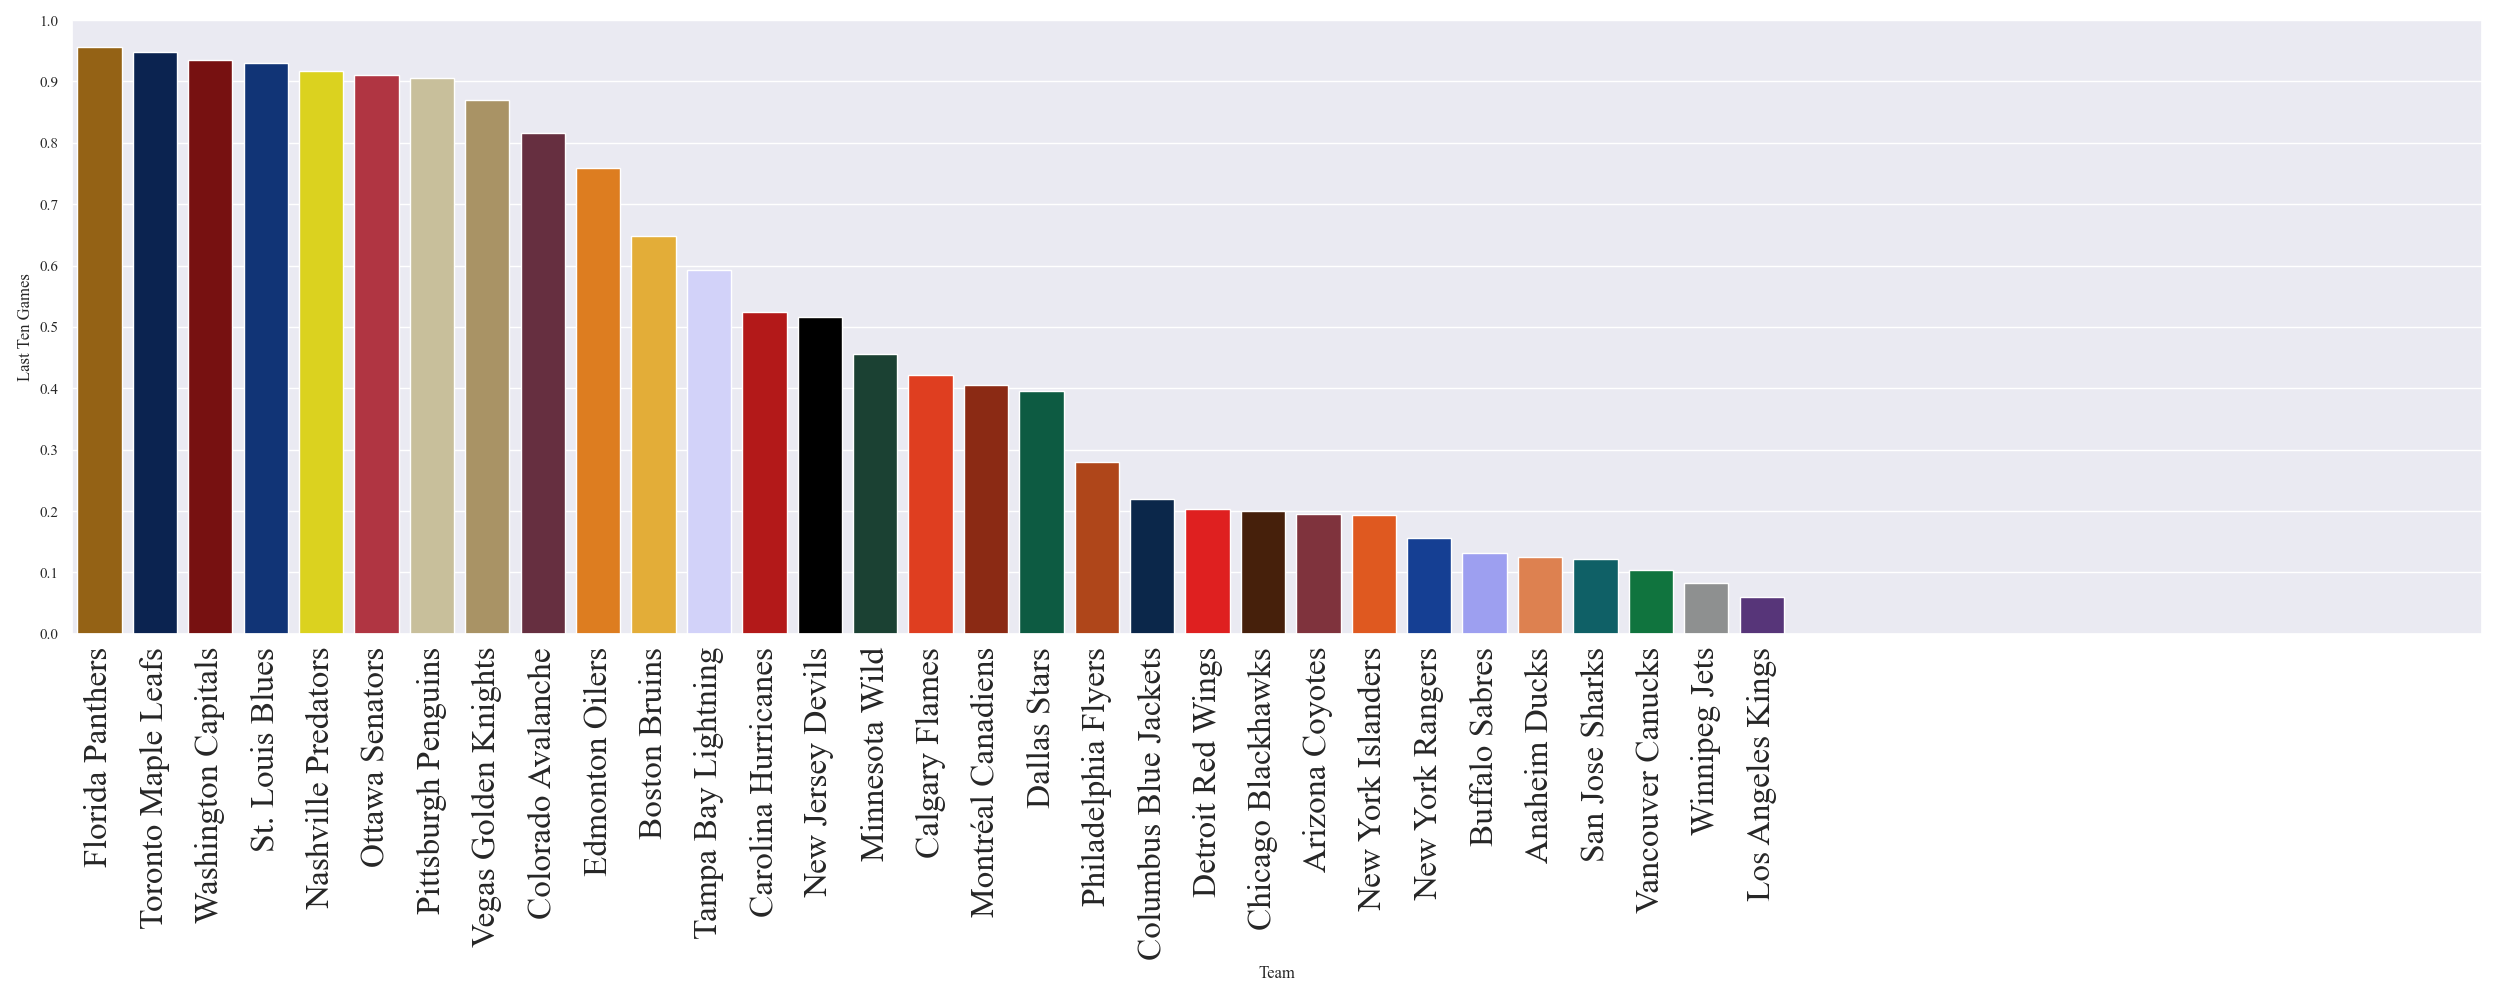 1.0
0.9
0.8
0.7
0.6
0.5
0.4
0.3
0.2
0.1
0.0
Last Ten Games
Florida Panthers
Toronto Maple Leafs
Washington Capitals
St. Louis Blues
Nashville Predators
Ottawa Senators
Pittsburgh Penguins
Vegas Golden Knights
Colorado Avalanche
Edmonton Oilers
Boston Bruins
Tampa Bay Lightning
Carolina Hurricanes
New Jersey Devils
Minnesota Wild
Calgary Flames
Montréal Canadiens
Dallas Stars
Philadelphia Flyers
Columbus Blue Jackets
Detroit Red Wings
Chicago Blackhawks
Arizona Coyotes
New York Islanders
New York Rangers
Buffalo Sabres
Anaheim Ducks
San Jose Sharks
Vancouver Canucks
Winnipeg Jets
Los Angeles Kings
Team